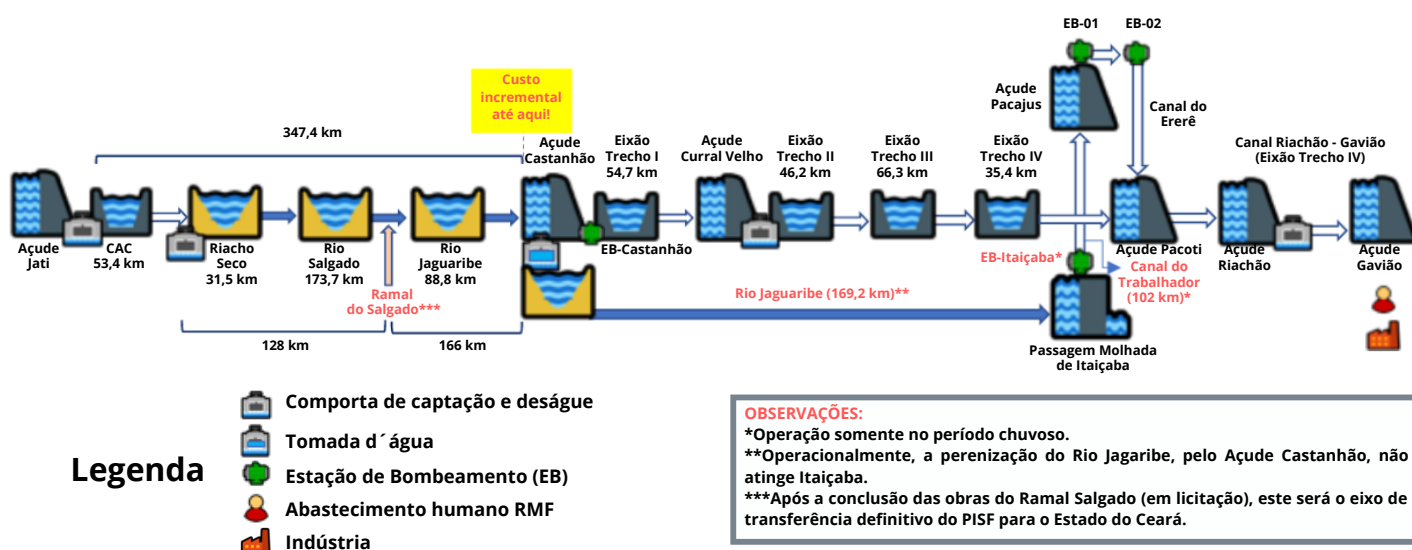 EB-01
EB-02
Custo
incremental
até aqui!
Açude
Pacajus
Canal do
Ererê
347,4 km
Açude
Castanhão
Eixão
Trecho I
54,7 km
Açude
Curral Velho
Eixão
Trecho II
46,2 km
Eixão
Trecho III
66,3 km
Eixão
Trecho IV
35,4 km
Canal Riachão - Gavião
(Eixão Trecho IV)
Açude
Jati
CAC
53,4 km
Riacho
Seco
31,5 km
Rio
Salgado
173,7 km
Ramal
do Salgado***
Rio
Jaguaribe
88,8 km
EB-Castanhão
EB-Itaiçaba*
Açude Pacoti
Canal do
Trabalhador
(102 km)*
Açude
Riachão
Açude
Gavião
Rio Jaguaribe (169,2 km)**
128 km
166 km
Passagem Molhada
de Itaiçaba
Legenda
Comporta de captação e deságue
Tomada d´água
Estação de Bombeamento (EB)
Abastecimento humano RMF
Indústria
OBSERVAÇÕES:
*Operação somente no período chuvoso.
**Operacionalmente, a perenização do Rio Jagaribe, pelo Açude Castanhão, não
atinge Itaiçaba.
***Após a conclusão das obras do Ramal Salgado (em licitação), este será o eixo de
transferência definitivo do PISF para o Estado do Ceará.